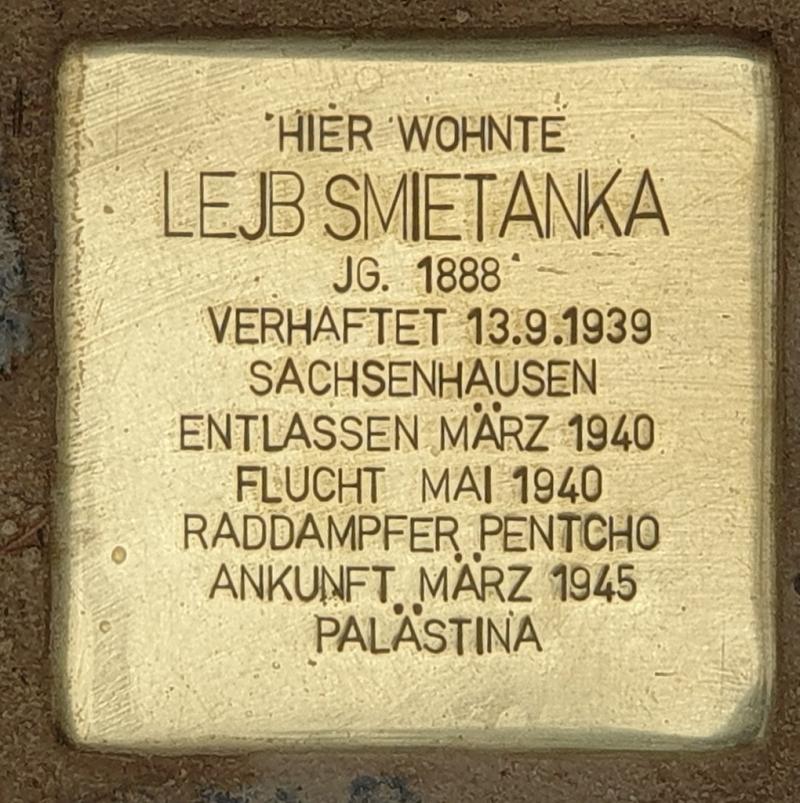 HIER WOHNTE
LEJB SMIETANKA
JG. 1888
VERHAFTET 13.9.1939
SACHSENHAUSEN
ENTLASSEN MÄRZ 1940
FLUCHT MAI 1940
RADDAMPFER PENTCHO
ANKUNFT MÄRZ 1945
PALÄSTINA